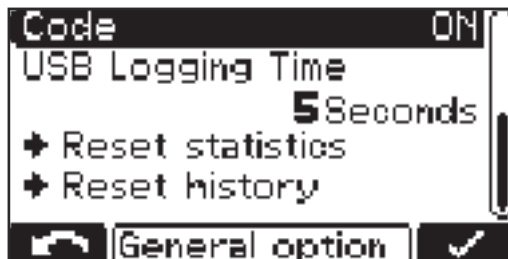 Code ON
USB Logging Time
5 Seconds
Reset statistics
Reset history
General option